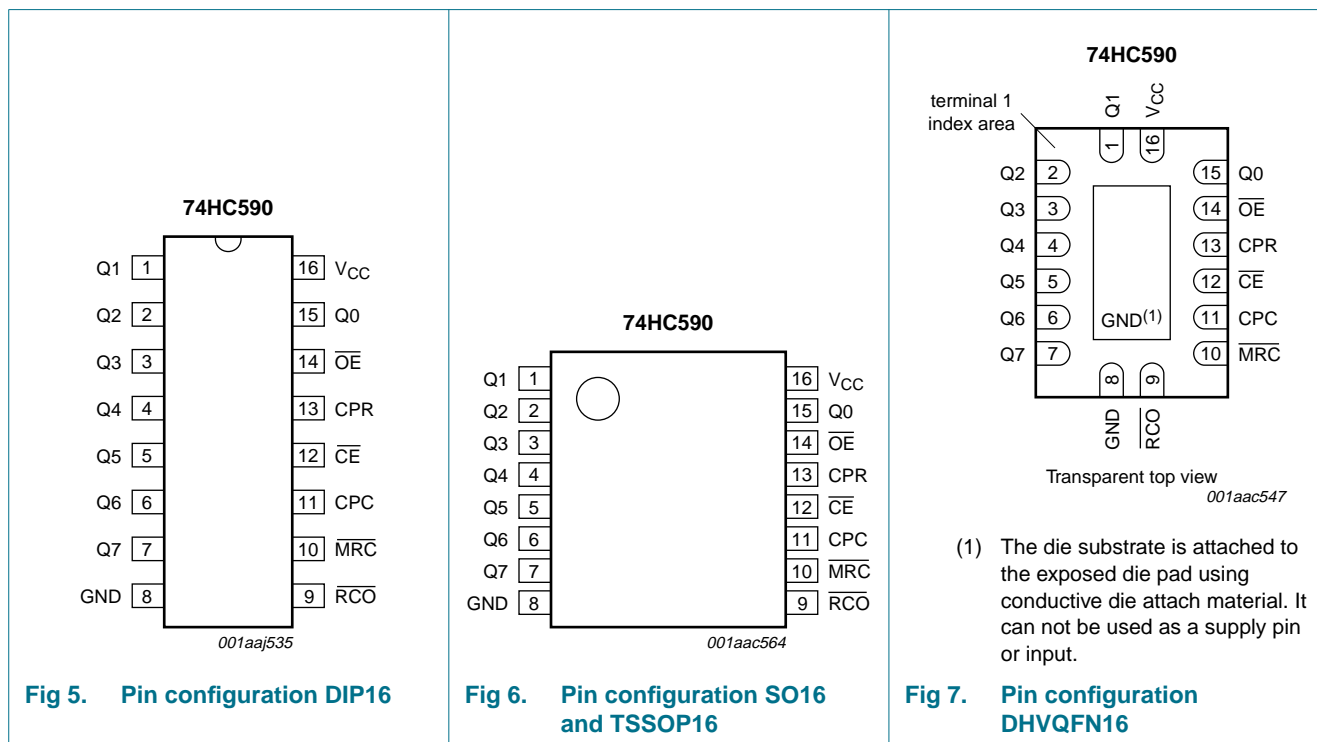 74HC590
Q1 1
16 VCC
Q2 2
15 Q0
Q3 3
14 OE
Q4 4
13 CPR
Q5 5
12 CE
Q6 6
11 CPC
Q7 7
10 MRC
GND 8
9 RCO
001aaj535
Fig 5. Pin configuration DIP16
74HC590
Q1 1
16 VCC
Q2 2
15 Q0
Q3 3
14 OE
Q4 4
13 CPR
Q5 5
12 CE
Q6 6
11 CPC
Q7 7
10 MRC
GND 8
9 RCO
001aac564
Fig 6. Pin configuration SO16
and TSSOP16
74HC590
terminal 1
index area
Q1
VCC
1
16
Q2 2
15 Q0
Q3 3
14 OE
Q4 4
13 CPR
Q5 5
12 CE
Q6 6
GND(1)
11 CPC
Q7 7
10 MRC
8
9
GND
RCO
Transparent top view
001aac547
(1) The die substrate is attached to
the exposed die pad using
conductive die attach material. It
can not be used as a supply pin
or input.
Fig 7. Pin configuration
DHVQFN16